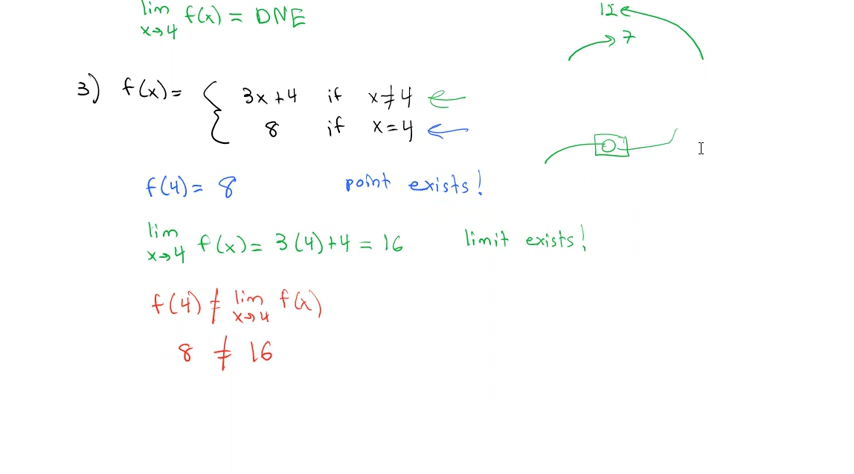 lim x→4 f(x) = DNE
12
7
3) f(x) = { 3x+4 if x≠4
8 if x=4
f(4) = 8 point exists!
lim x→4 f(x) = 3(4)+4 = 16 limit exists!
f(4) ≠ lim x→4 f(x)
8 ≠ 16